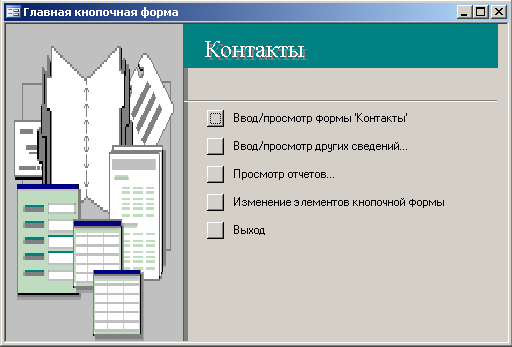 Главная кнопочная форма
Контакты
Ввод/просмотр формы 'Контакты'
Ввод/просмотр других сведений...
Просмотр отчетов...
Изменение элементов кнопочной формы
Выход